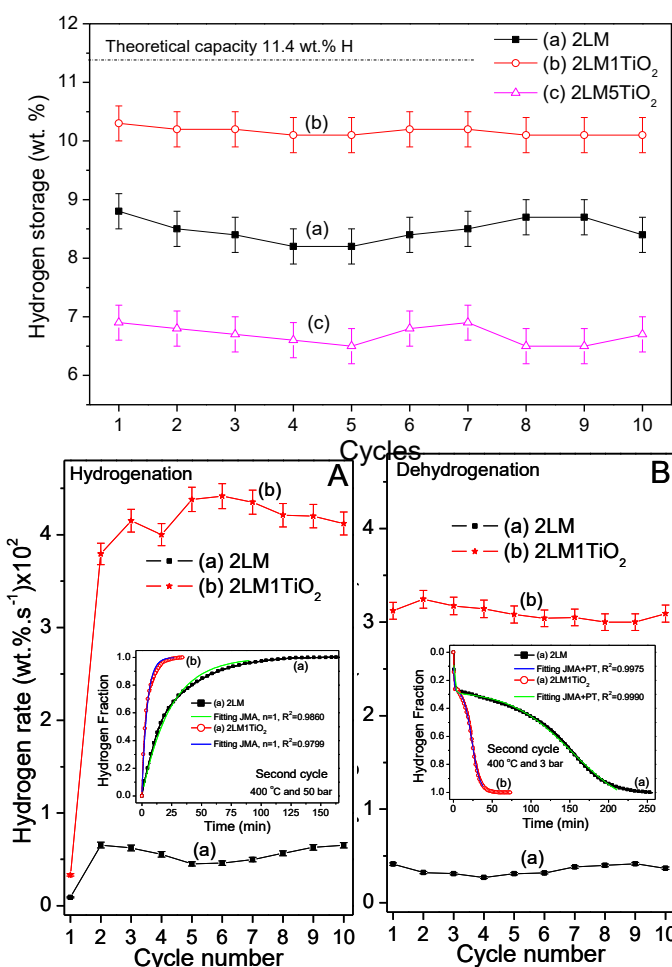 Theoretical capacity 11.4 wt.% H
(a) 2LM
(b) 2LM1TiO₂
(c) 2LM5TiO₂
12
11
10
9
8
7
6
(b)
(a)
(c)
Hydrogen storage (wt. %)
1 2 3 4 5 6 7 8 9 10
Cycles
Hydrogenation
A
(b)
(a) 2LM
(b) 2LM1TiO₂
4
3
2
1
0
Hydrogen rate (wt.%.s⁻¹)x10²
1.0
0.8
0.6
0.4
0.2
0.0
Hydrogen Fraction
(b)
(a)
(a) 2LM
Fitting JMA, n=1, R²=0.9860
(a) 2LM1TiO₂
Fitting JMA, n=1, R²=0.9799
Second cycle
400 °C and 50 bar
0 25 50 75 100 125 150
Time (min)
(a)
1 2 3 4 5 6 7 8 9 10
Cycle number
Dehydrogenation
B
(a) 2LM
(b) 2LM1TiO₂
4
3
1
0
(b)
0.0
0.2
0.4
0.6
0.8
1.0
Hydrogen Fraction
(a) 2LM
Fitting JMA+PT, R²=0.9975
(a) 2LM1TiO₂
Fitting JMA+PT, R²=0.9990
Second cycle
400 °C and 3 bar
(b)
(a)
0 50 100 150 200 250
Time (min)
(a)
1 2 3 4 5 6 7 8 9 10
Cycle number